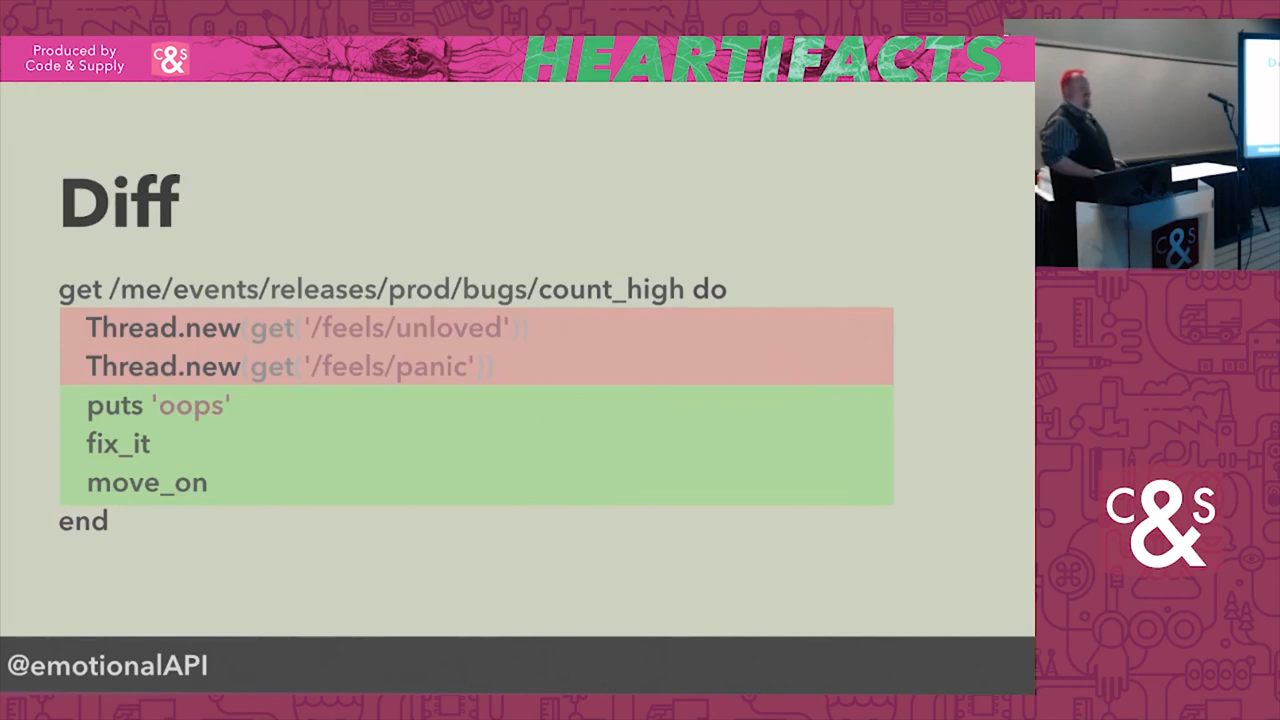 Produced by
Code & Supply
C&S
HEARTIFACTS
Diff
get /me/events/releases/prod/bugs/count_high do
Thread.new(get('/feels/unloved'))
Thread.new(get('/feels/panic'))
puts 'oops'
fix_it
move_on
end
@emotionalAPI
C&S
C&S